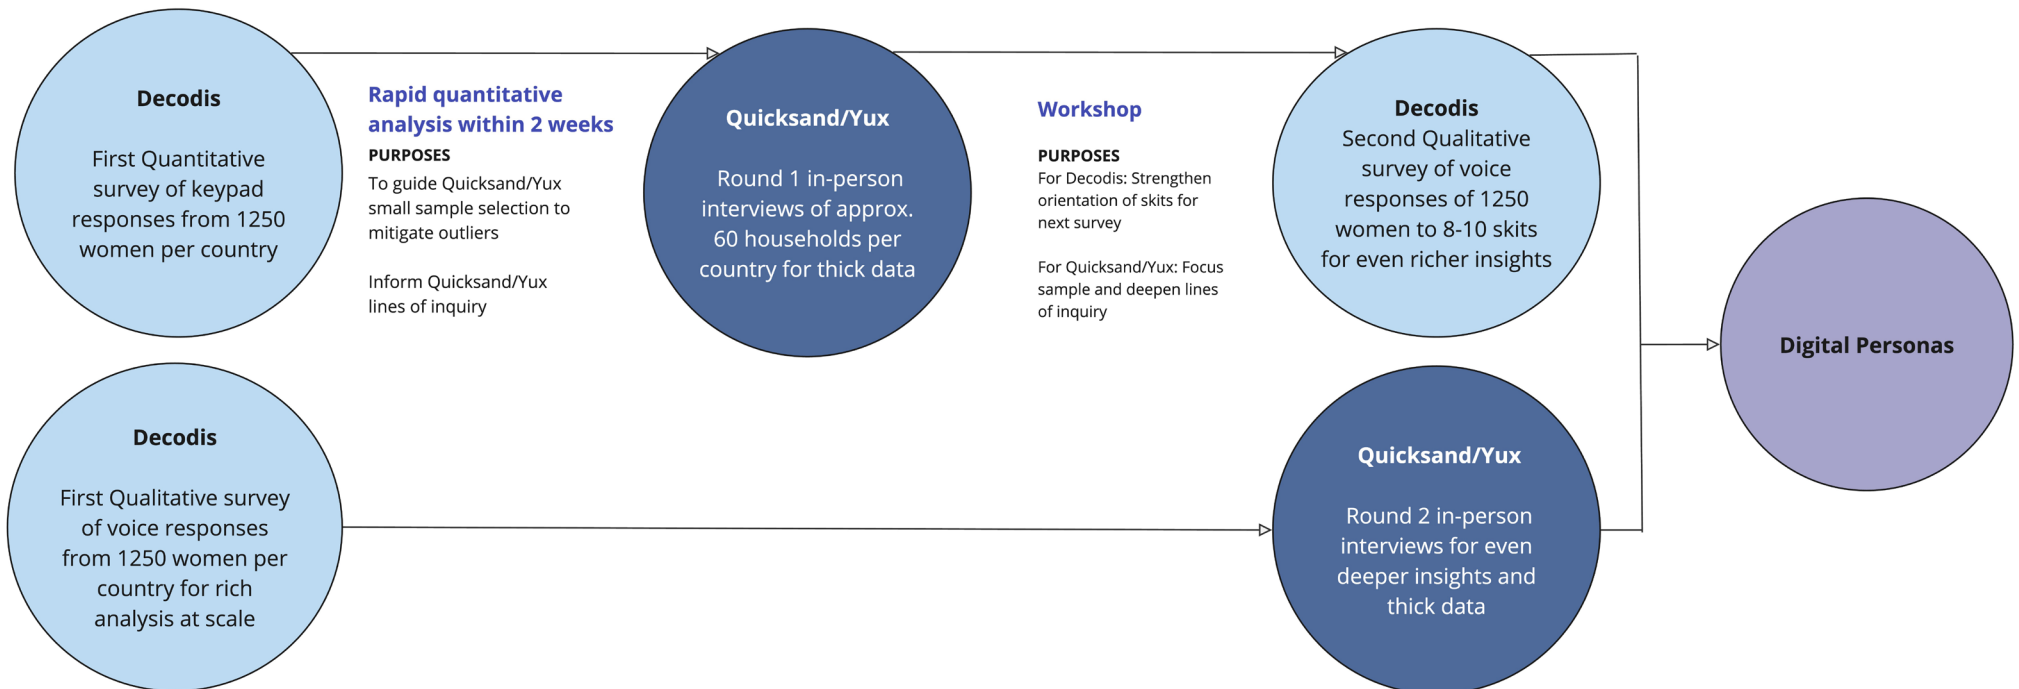 Decodis
First Quantitative
survey of keypad
responses from 1250
women per country
Rapid quantitative
analysis within 2 weeks
PURPOSES
To guide Quicksand/Yux
small sample selection to
mitigate outliers
Inform Quicksand/Yux
lines of inquiry
Quicksand/Yux
Round 1 in-person
interviews of approx.
60 households per
country for thick data
Workshop
PURPOSES
For Decodis: Strengthen
orientation of skits for
next survey
For Quicksand/Yux: Focus
sample and deepen lines
of inquiry
Decodis
Second Qualitative
survey of voice
responses of 1250
women to 8-10 skits
for even richer insights
Decodis
First Qualitative survey
of voice responses
from 1250 women per
country for rich
analysis at scale
Quicksand/Yux
Round 2 in-person
interviews for even
deeper insights and
thick data
Digital Personas